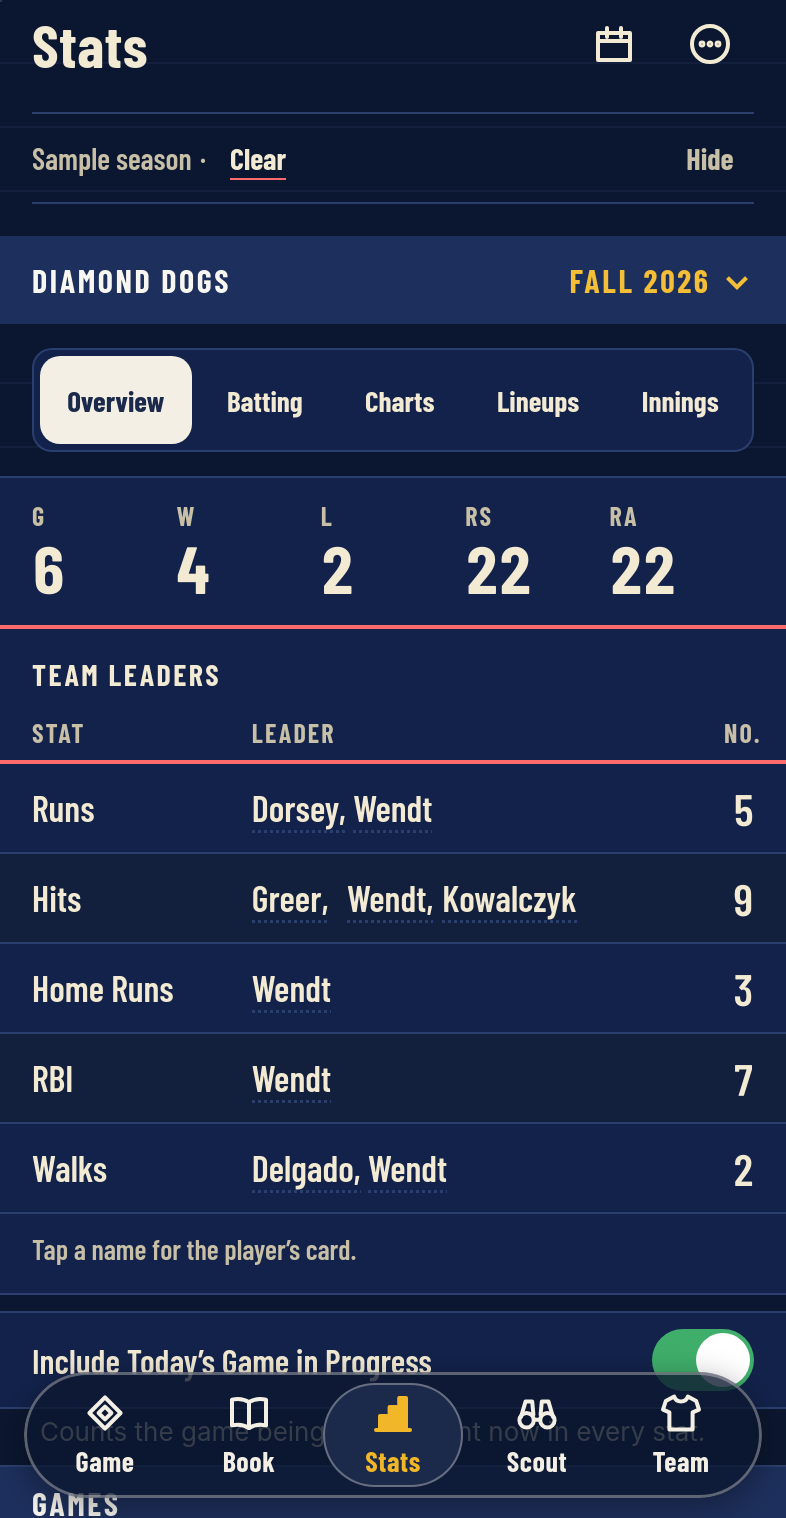 Stats
Sample season · Clear Hide
DIAMOND DOGS FALL 2026
Overview Batting Charts Lineups Innings
G W L RS RA
6 4 2 22 22
TEAM LEADERS
STAT LEADER NO.
Runs Dorsey, Wendt 5
Hits Greer, Wendt, Kowalczyk 9
Home Runs Wendt 3
RBI Wendt 7
Walks Delgado, Wendt 2
Tap a name for the player's card.
Include Today's Game in Progress
Counts the game being nt now in every stat.
Game Book Stats Scout Team
GAMES